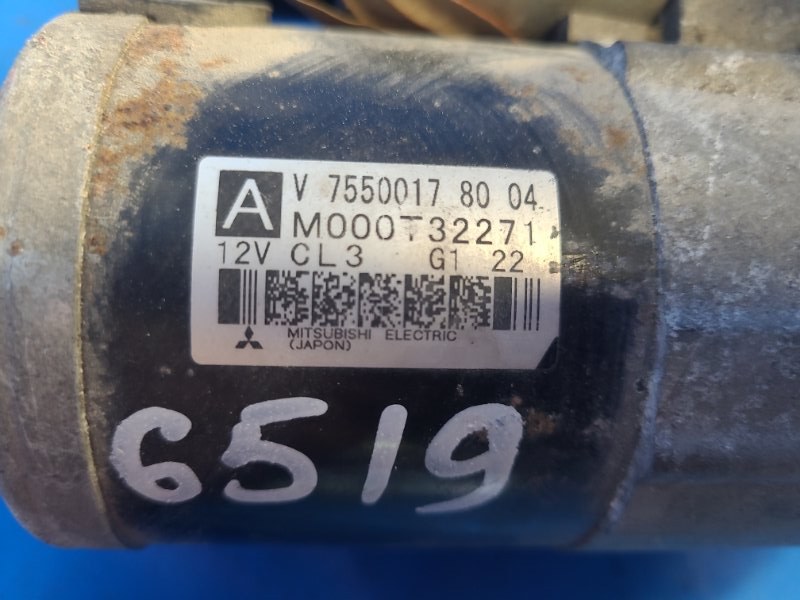 A V 7550017 80 04
M000T32271
12V CL3 G1 22
MITSUBISHI ELECTRIC
(JAPON)
6519